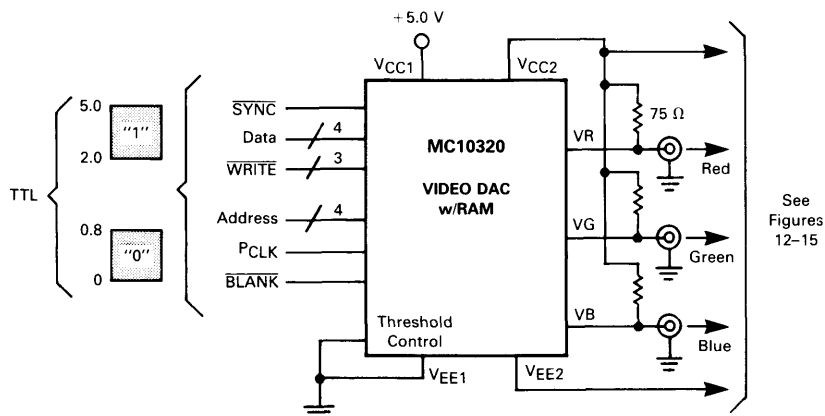 +5.0 V
VCC1
VCC2
TTL
5.0
"1"
2.0
0.8
"0"
0
SYNC
Data
4
WRITE
3
Address
4
PCLK
BLANK
MC10320
VIDEO DAC
w/RAM
Threshold
Control
VEE1
VEE2
75 Ω
VR
Red
VG
Green
VB
Blue
See
Figures
12–15